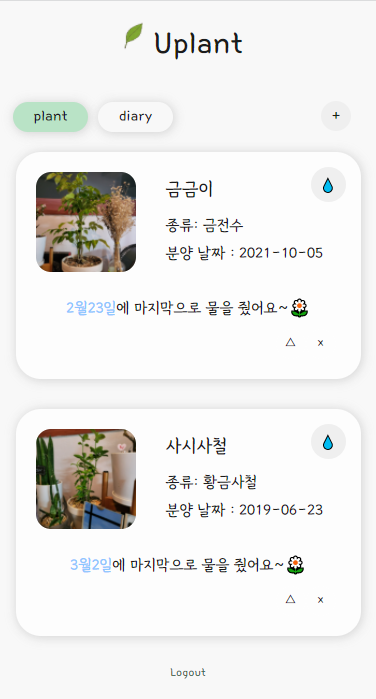 Uplant
plant diary +
금금이
종류: 금전수
분양 날짜 : 2021-10-05
2월23일에 마지막으로 물을 줬어요~
△ x
사시사철
종류: 황금사철
분양 날짜 : 2019-06-23
3월2일에 마지막으로 물을 줬어요~
△ x
Logout